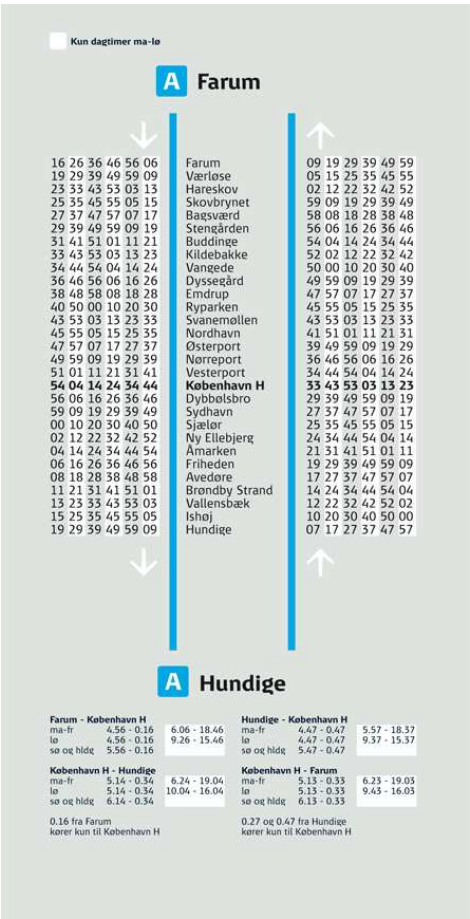 Kun dagtimer ma-lø
A Farum
16 26 36 46 56 06 Farum 09 19 29 39 49 59
19 29 39 49 59 09 Værløse 05 15 25 35 45 55
23 33 43 53 03 13 Hareskov 02 12 22 32 42 52
25 35 45 55 05 15 Skovbrynet 59 09 19 29 39 49
27 37 47 57 07 17 Bagsværd 58 08 18 28 38 48
29 39 49 59 09 19 Stengården 56 06 16 26 36 46
31 41 51 01 11 21 Buddinge 54 04 14 24 34 44
33 43 53 03 13 23 Kildebakke 52 02 12 22 32 42
34 44 54 04 14 24 Vangede 50 00 10 20 30 40
36 46 56 06 16 26 Dyssegård 49 59 09 19 29 39
38 48 58 08 18 28 Emdrup 47 57 07 17 27 37
40 50 00 10 20 30 Ryparken 45 55 05 15 25 35
43 53 03 13 23 33 Svanemøllen 43 53 03 13 23 33
45 55 05 15 25 35 Nordhavn 41 51 01 11 21 31
47 57 07 17 27 37 Østerport 39 49 59 09 19 29
49 59 09 19 29 39 Nørreport 36 46 56 06 16 26
51 01 11 21 31 41 Vesterport 34 44 54 04 14 24
54 04 14 24 34 44 København H 33 43 53 03 13 23
56 06 16 26 36 46 Dybbølsbro 29 39 49 59 09 19
59 09 19 29 39 49 Sydhavn 27 37 47 57 07 17
00 10 20 30 40 50 Sjælør 25 35 45 55 05 15
02 12 22 32 42 52 Ny Ellebjerg 24 34 44 54 04 14
04 14 24 34 44 54 Åmarken 21 31 41 51 01 11
06 16 26 36 46 56 Friheden 19 29 39 49 59 09
08 18 28 38 48 58 Avedøre 17 27 37 47 57 07
11 21 31 41 51 01 Brøndby Strand 14 24 34 44 54 04
13 23 33 43 53 03 Vallensbæk 12 22 32 42 52 02
15 25 35 45 55 05 Ishøj 10 20 30 40 50 00
19 29 39 49 59 09 Hundige 07 17 27 37 47 57
A Hundige
Farum - København H
ma-fr 4.56 - 0.16 6.06 - 18.46
lø 4.56 - 0.16 9.26 - 15.46
sø og hldg 5.56 - 0.16
København H - Hundige
ma-fr 5.14 - 0.34 6.24 - 19.04
lø 5.14 - 0.34 10.04 - 16.04
sø og hldg 6.14 - 0.34
0.16 fra Farum
kører kun til København H
Hundige - København H
ma-fr 4.47 - 0.47 5.57 - 18.37
lø 4.47 - 0.47 9.37 - 15.37
sø og hldg 5.47 - 0.47
København H - Farum
ma-fr 5.13 - 0.33 6.23 - 19.03
lø 5.13 - 0.33 9.43 - 16.03
sø og hldg 6.13 - 0.33
0.27 og 0.47 fra Hundige
kører kun til København H